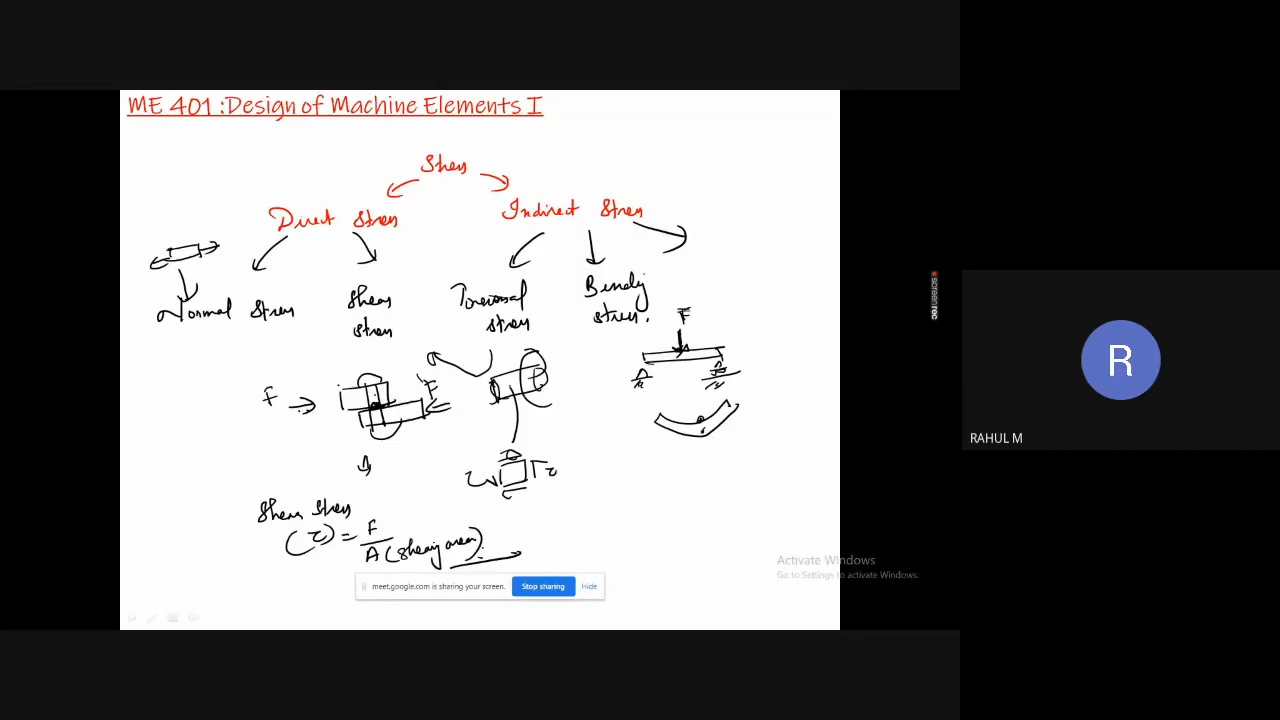 ME 401 :Design of Machine Elements I
Stress
Direct Stress
Indirect Stress
Normal Stress
Shear
stress
Torsional
stress
Bending
stress.
F
F
F
τ
τ
Shear Stress
(τ) = F
A (shearing area)
meet.google.com is sharing your screen.
Stop sharing
Hide
Activate Windows
Go to Settings to activate Windows.
screenrec
R
RAHUL M